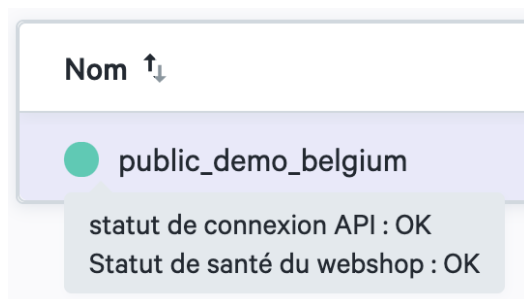 Nom
public_demo_belgium
statut de connexion API : OK
Statut de santé du webshop : OK